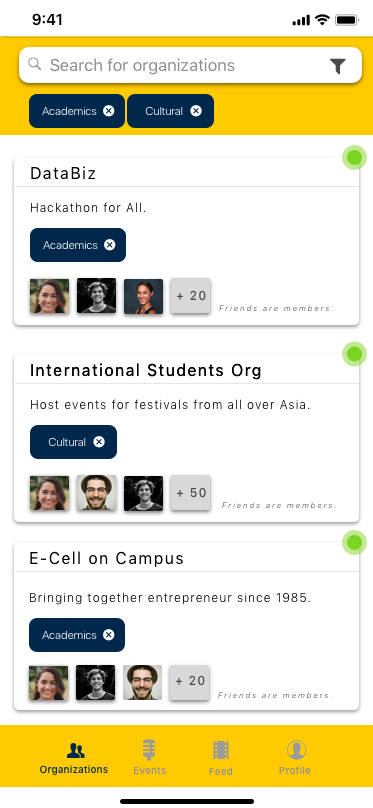 9:41
Search for organizations
Academics Cultural
DataBiz
Hackathon for All.
Academics
+ 20
Friends are members.
International Students Org
Host events for festivals from all over Asia.
Cultural
+ 50
Friends are members.
E-Cell on Campus
Bringing together entrepreneur since 1985.
Academics
+ 20
Friends are members.
Organizations Events Feed Profile